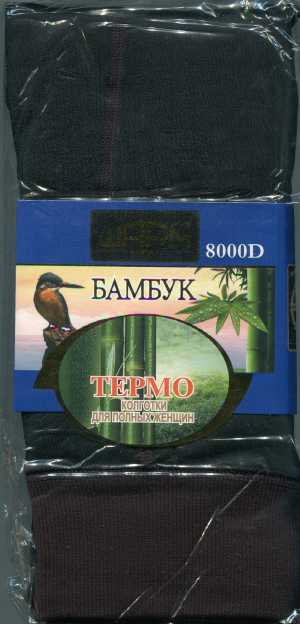 8000D
БАМБУК
ТЕРМО
КОЛГОТКИ
ДЛЯ ПОЛНЫХ ЖЕНЩИН